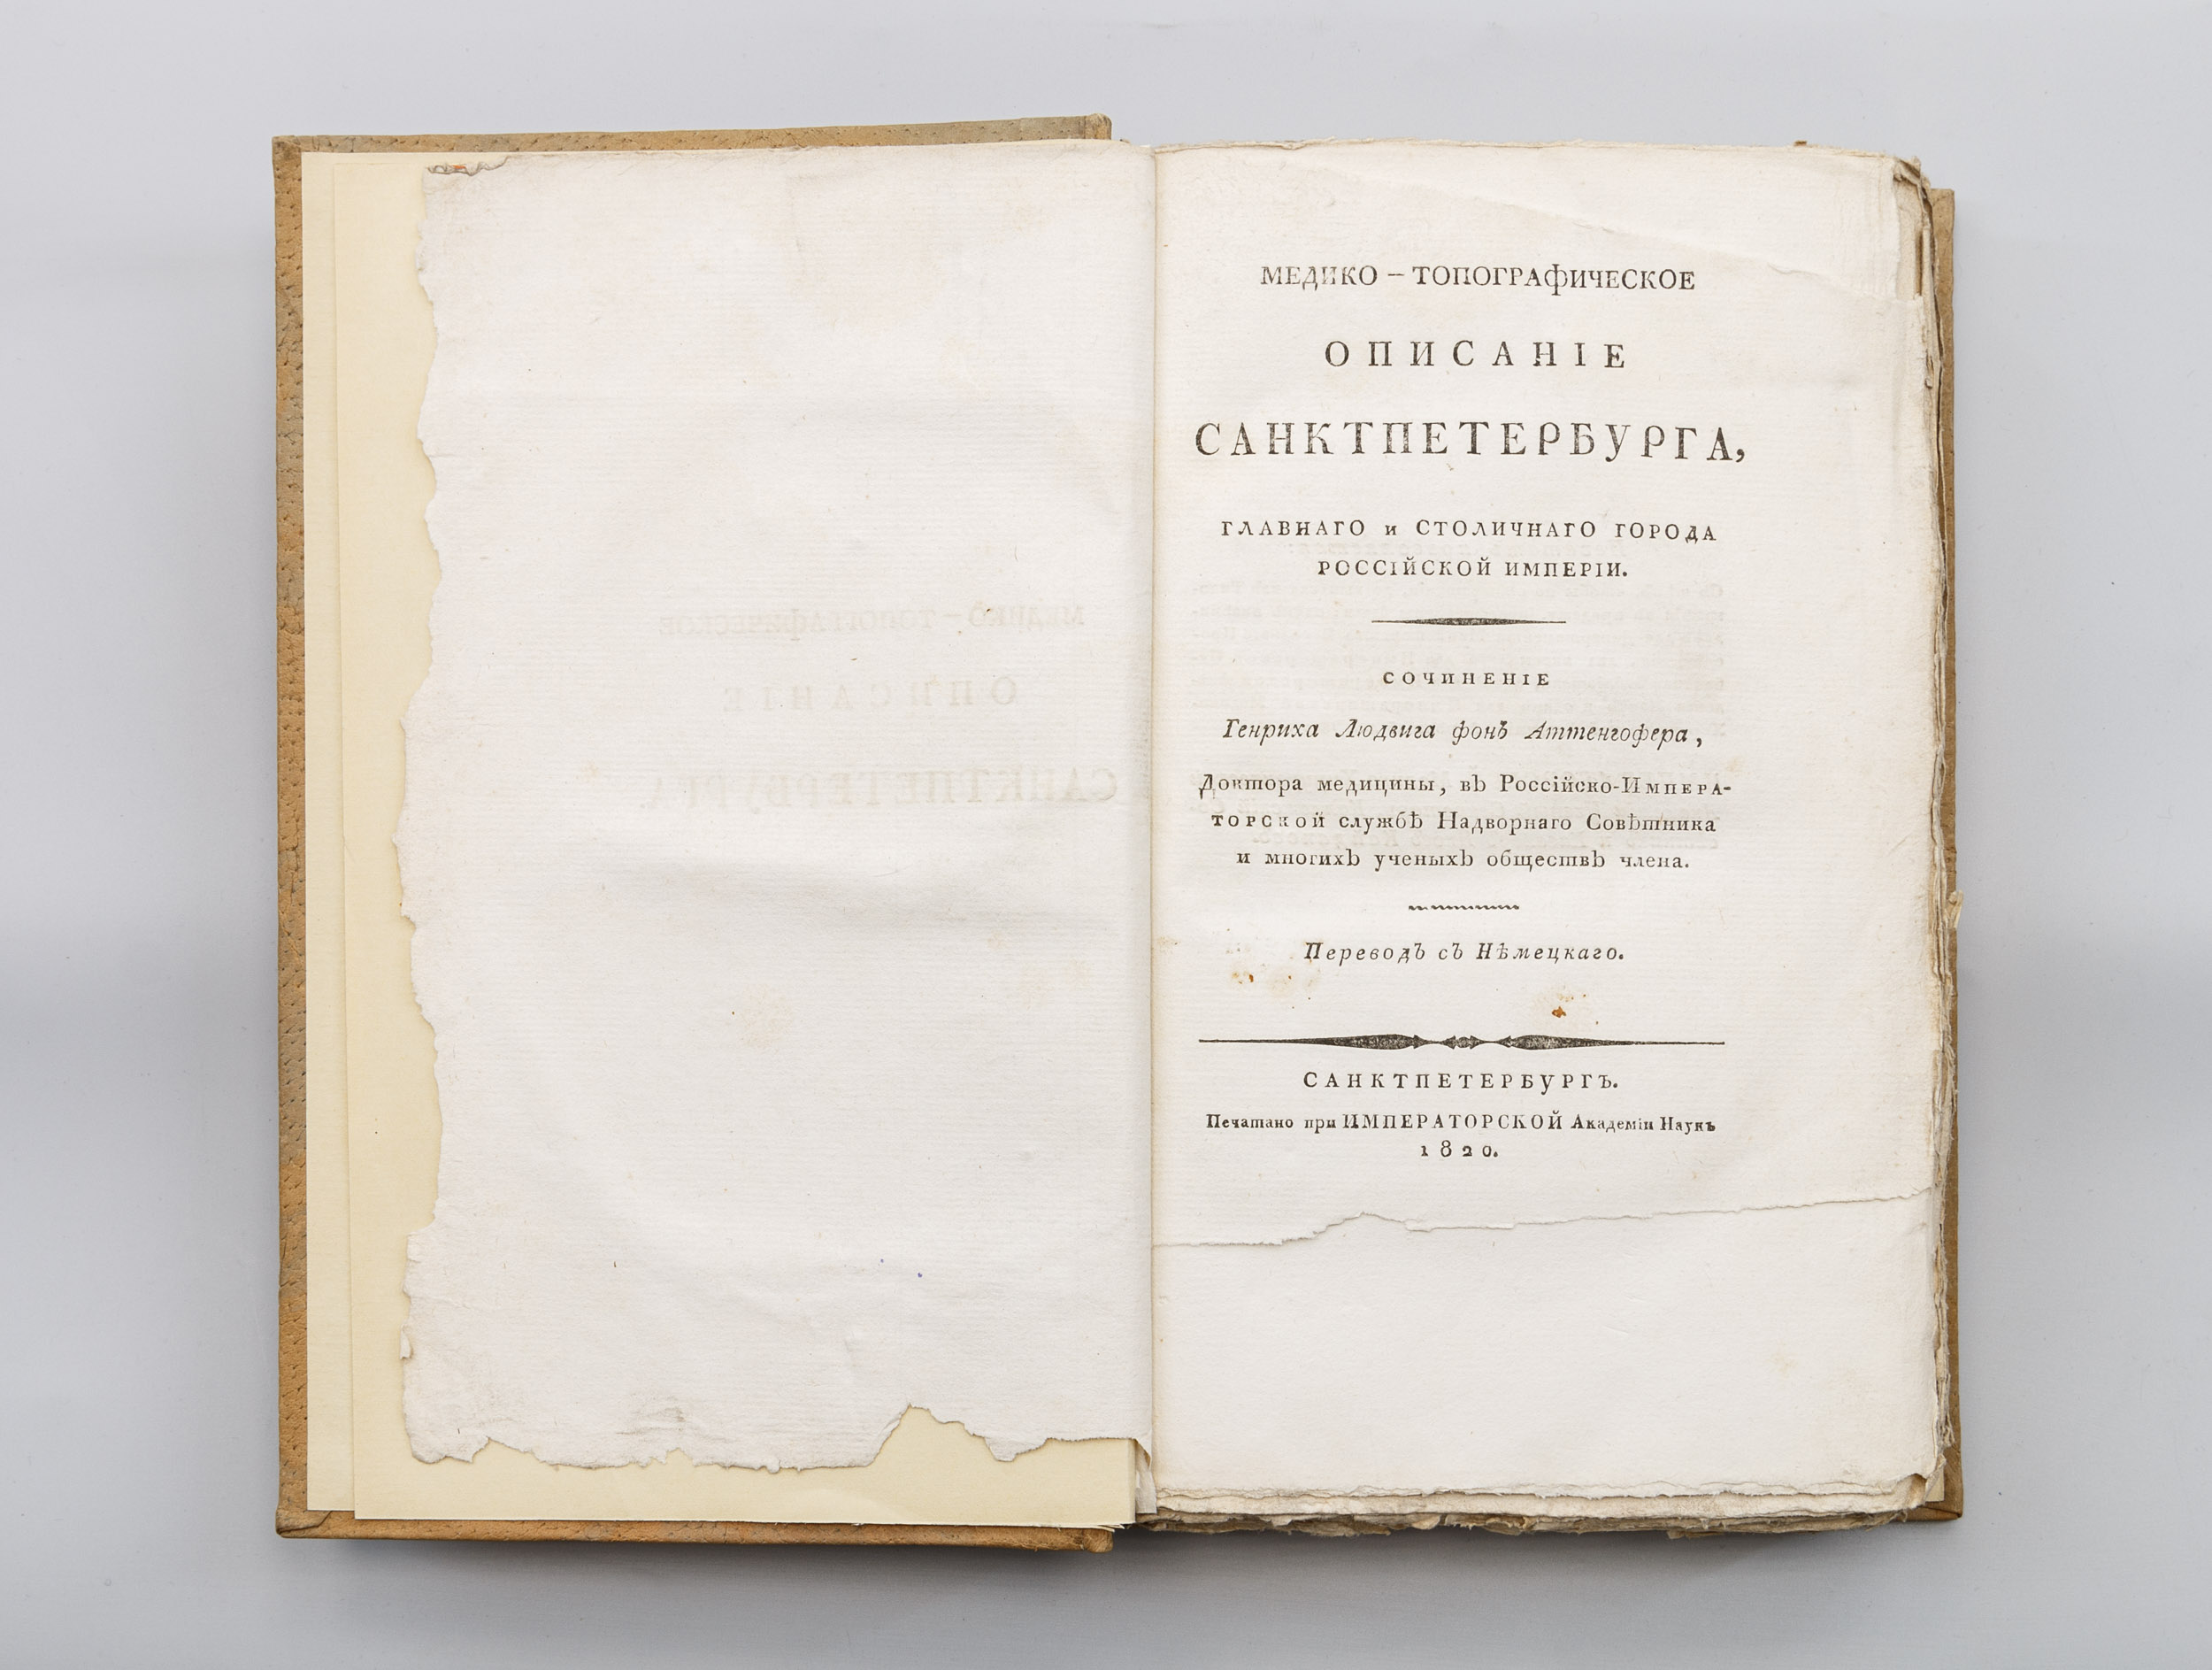 МЕДИКО – ТОПОГРАФИЧЕСКОЕ
ОПИСАНІЕ
САНКТПЕТЕРБУРГА,
ГЛАВНАГО и СТОЛИЧНАГО ГОРОДА
РОССІЙСКОЙ ИМПЕРІИ.
СОЧИНЕНІЕ
Генриха Людвига фонъ Аттенгофера,
Доктора медицины, въ Россійско-Импера-
торской службѣ Надворнаго Совѣтника
и многихъ ученыхъ обществъ члена.
Переводъ съ Нѣмецкаго.
САНКТПЕТЕРБУРГЪ.
Печатано при ИМПЕРАТОРСКОЙ Академіи Наукъ
1820.